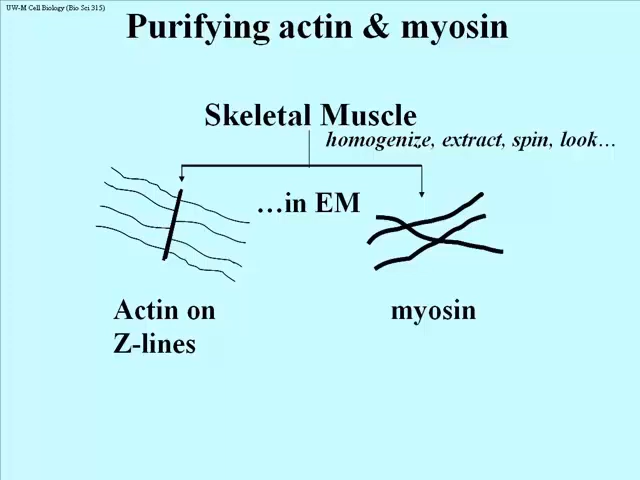 UW-M Cell Biology (Bio Sci 315)
Purifying actin & myosin
Skeletal Muscle
homogenize, extract, spin, look…
…in EM
Actin on
Z-lines
myosin